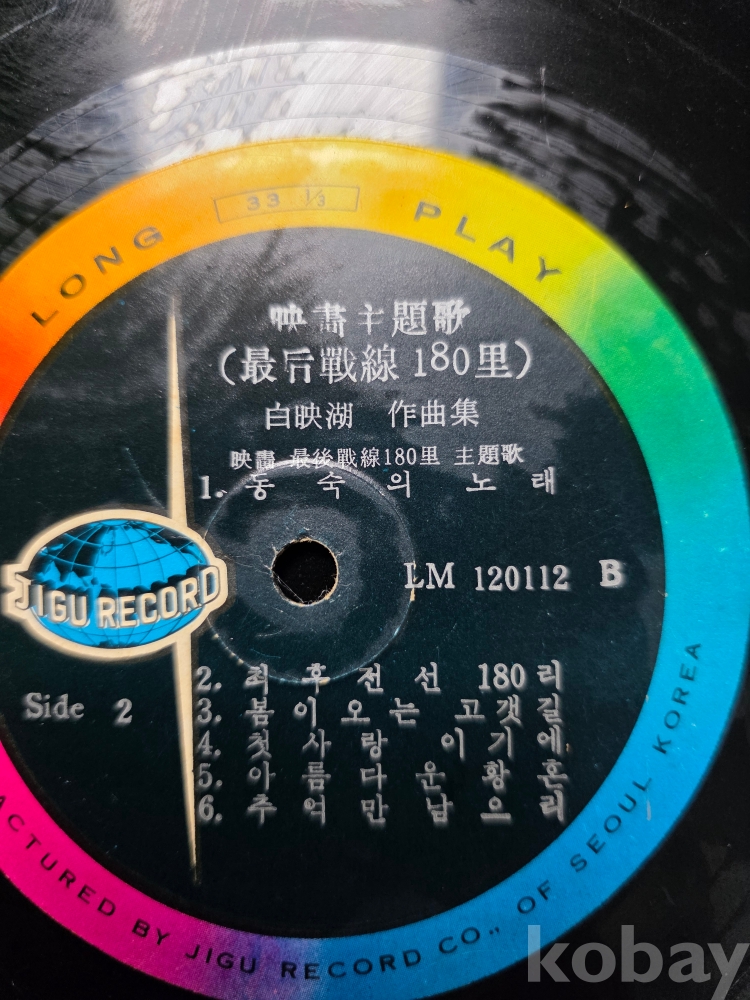 LONG PLAY
33 1/3
映畵主題歌
(最后戰線 180里)
白映湖 作曲集
映畵 最後戰線180里 主題歌
1. 동숙의 노래
JIGU RECORD
LM 120112 B
Side 2
2. 최후전선 180리
3. 봄이오는 고갯길
4. 첫사랑이기에
5. 아름다운황혼
6. 추억만남으리
ACTURED BY JIGU RECORD CO,, OF SEOUL KOREA
kobay